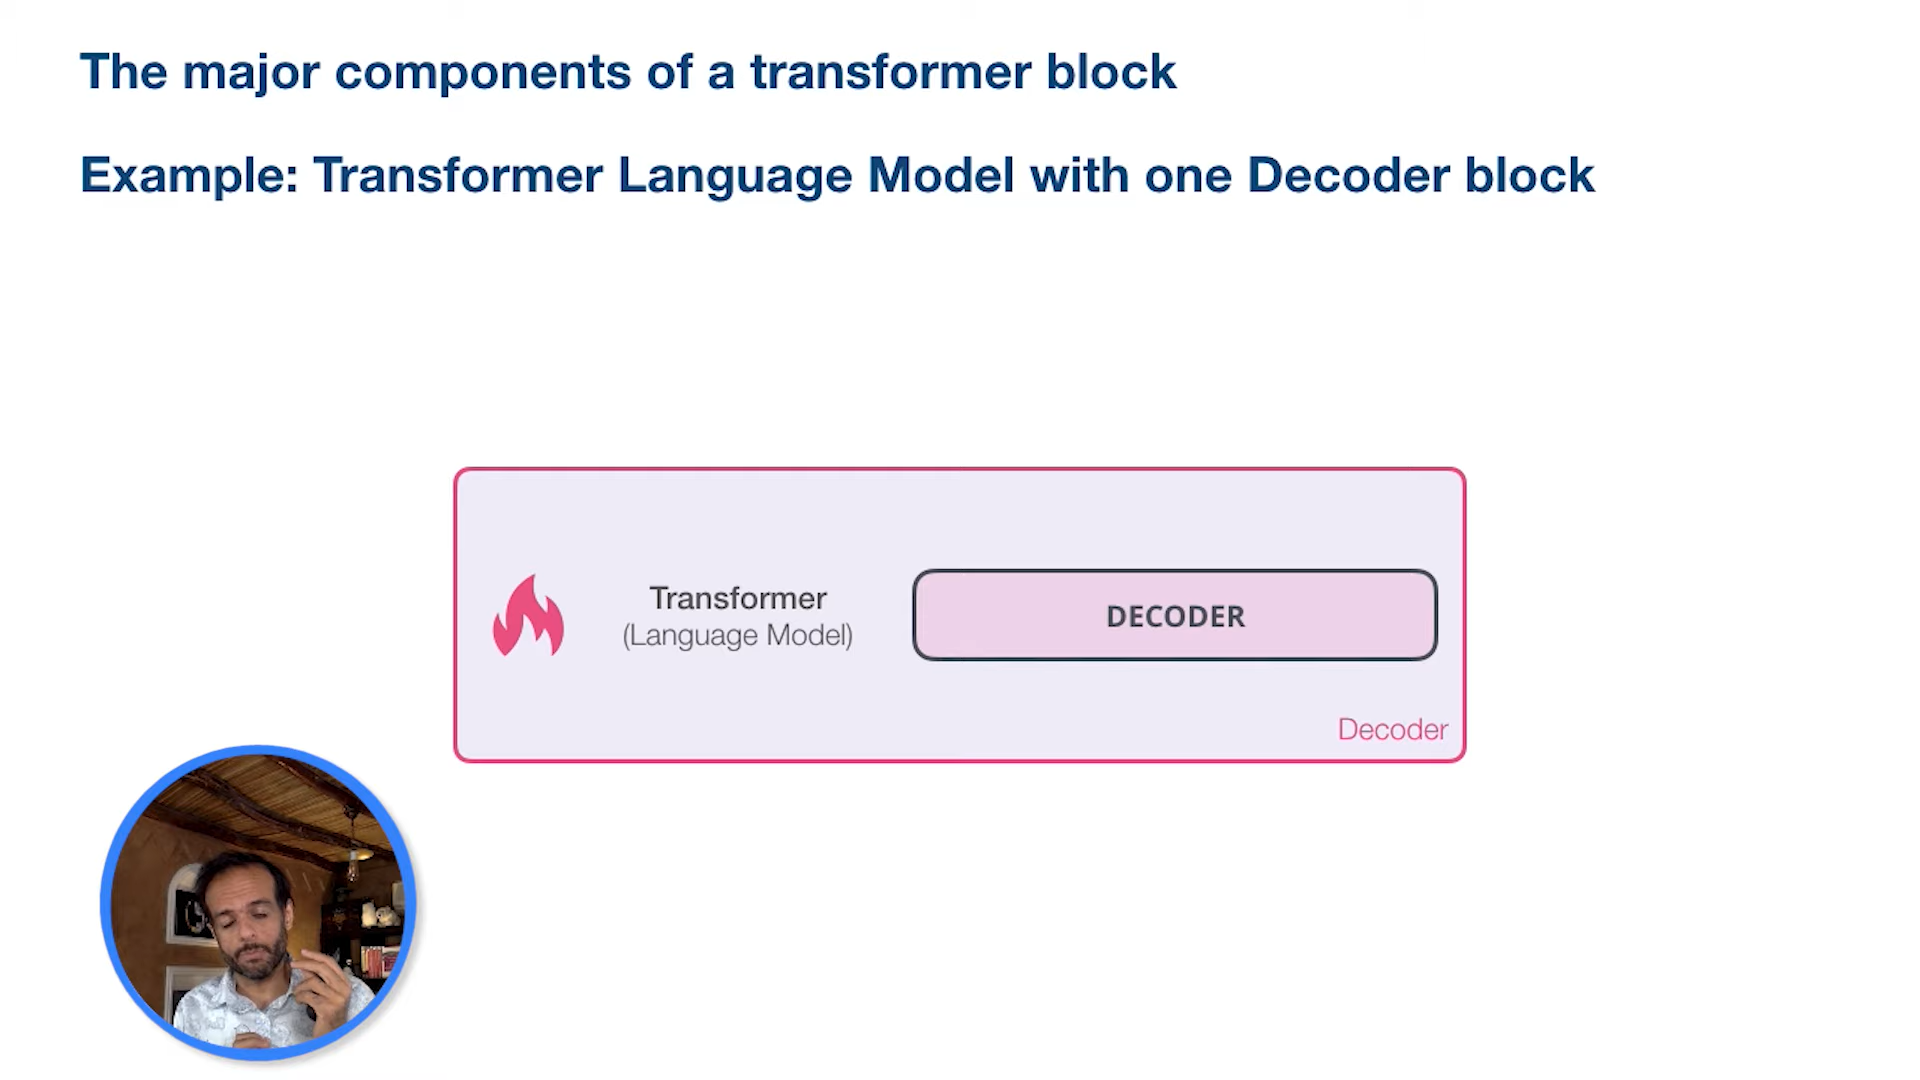 The major components of a transformer block
Example: Transformer Language Model with one Decoder block
Transformer
(Language Model)
DECODER
Decoder